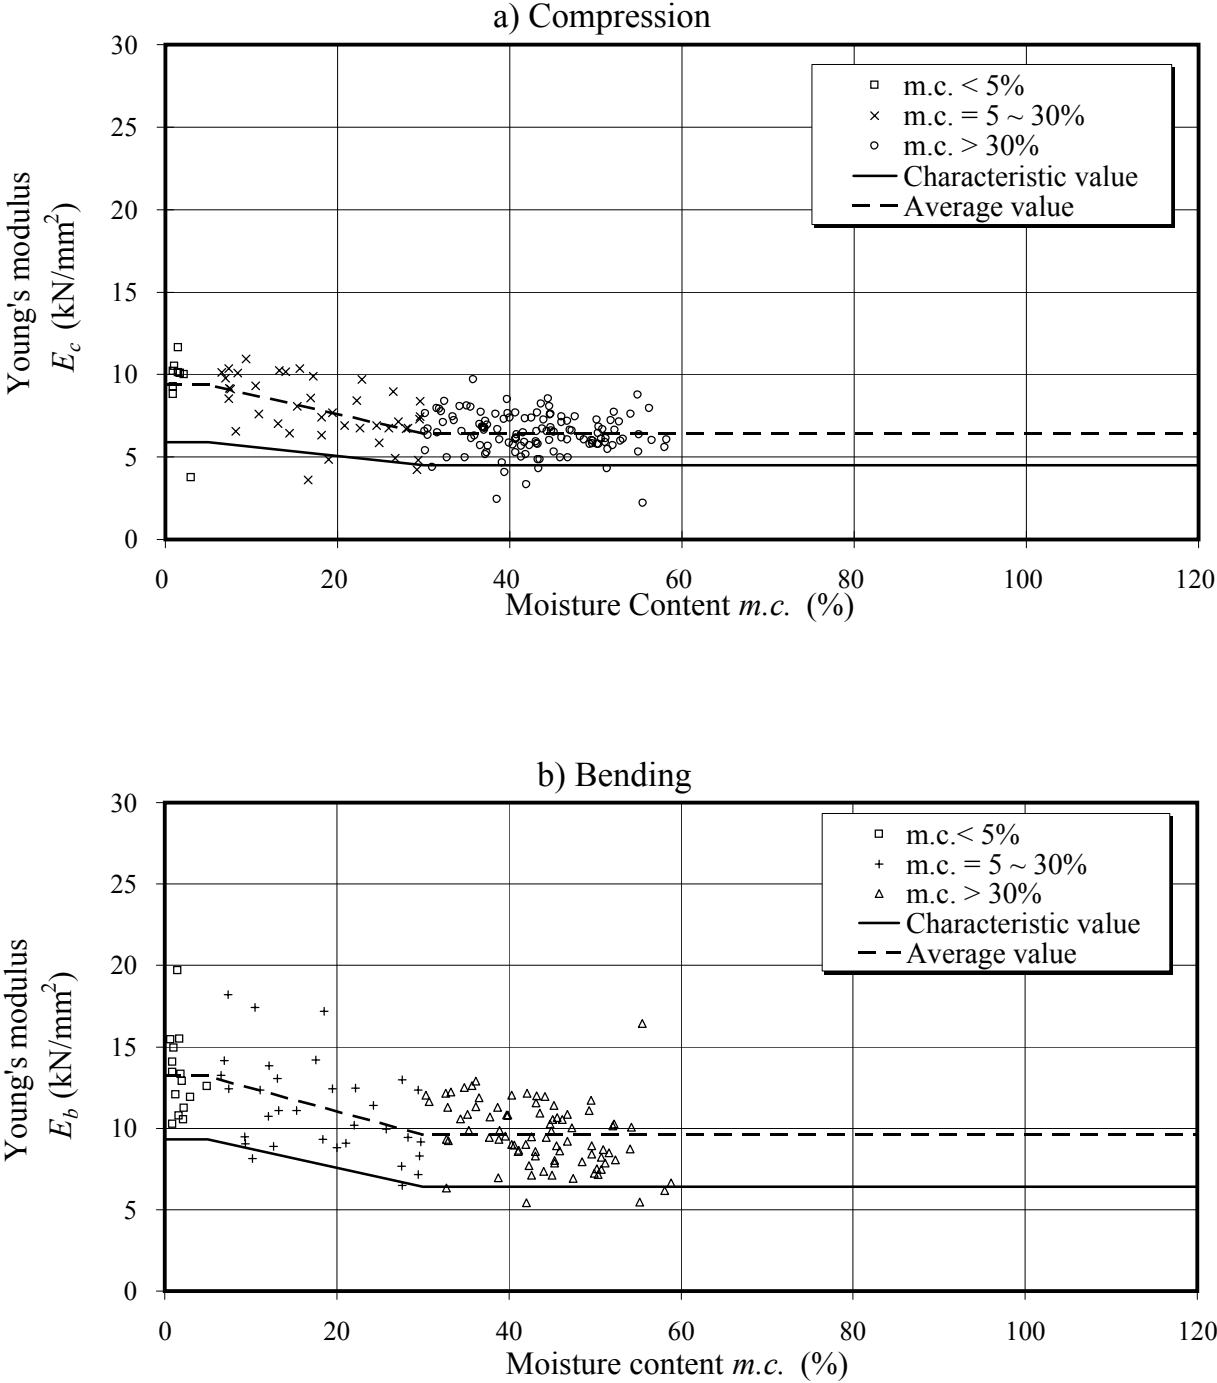 a) Compression
30
25
20
15
10
5
0
Young's modulus
E_c (kN/mm²)
m.c. < 5%
m.c. = 5 ~ 30%
m.c. > 30%
Characteristic value
Average value
0 20 40 60 80 100 120
Moisture Content m.c. (%)
b) Bending
30
25
20
15
10
5
0
Young's modulus
E_b (kN/mm²)
m.c.< 5%
m.c. = 5 ~ 30%
m.c. > 30%
Characteristic value
Average value
0 20 40 60 80 100 120
Moisture content m.c. (%)